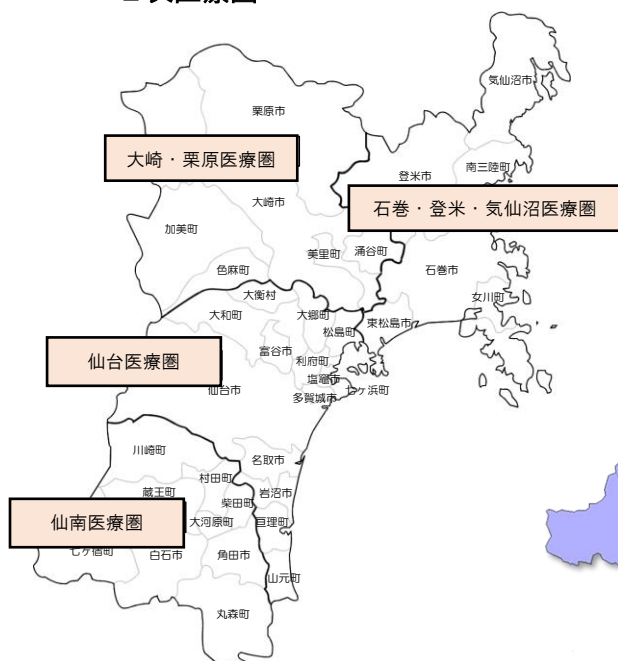 気仙沼市
栗原市
登米市
南三陸町
大崎・栗原医療圏
大崎市
石巻・登米・気仙沼医療圏
加美町
美里町
涌谷町
色麻町
石巻市
女川町
大衡村
大和町
大郷町
松島町
東松島市
富谷市
利府町
仙台医療圏
塩竈市
仙台市
七ヶ浜町
多賀城市
川崎町
名取市
村田町
蔵王町
岩沼市
柴田町
仙南医療圏
大河原町
亘理町
七ヶ宿町
白石市
角田市
山元町
丸森町